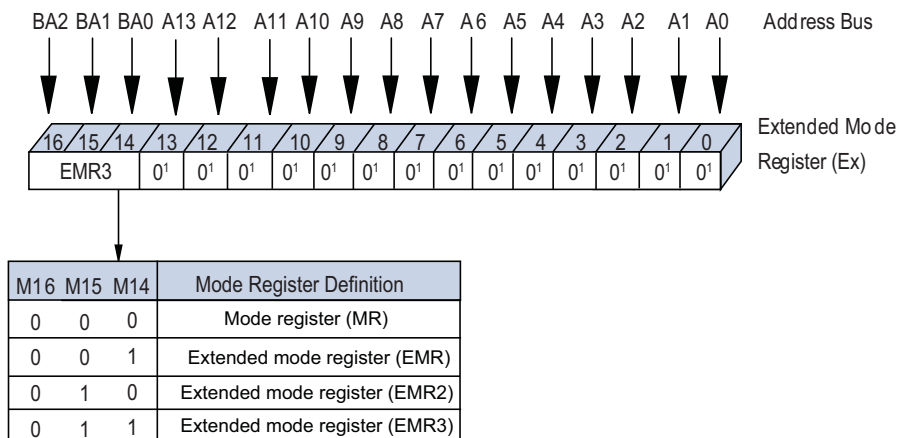 BA2 BA1 BA0 A13 A12 A11 A10 A9 A8 A7 A6 A5 A4 A3 A2 A1 A0 Address Bus
16 15 14 13 12 11 10 9 8 7 6 5 4 3 2 1 0 Extended Mode
EMR3 0¹ 0¹ 0¹ 0¹ 0¹ 0¹ 0¹ 0¹ 0¹ 0¹ 0¹ 0¹ 0¹ 0¹ Register (Ex)
M16 M15 M14 Mode Register Definition
0 0 0 Mode register (MR)
0 0 1 Extended mode register (EMR)
0 1 0 Extended mode register (EMR2)
0 1 1 Extended mode register (EMR3)